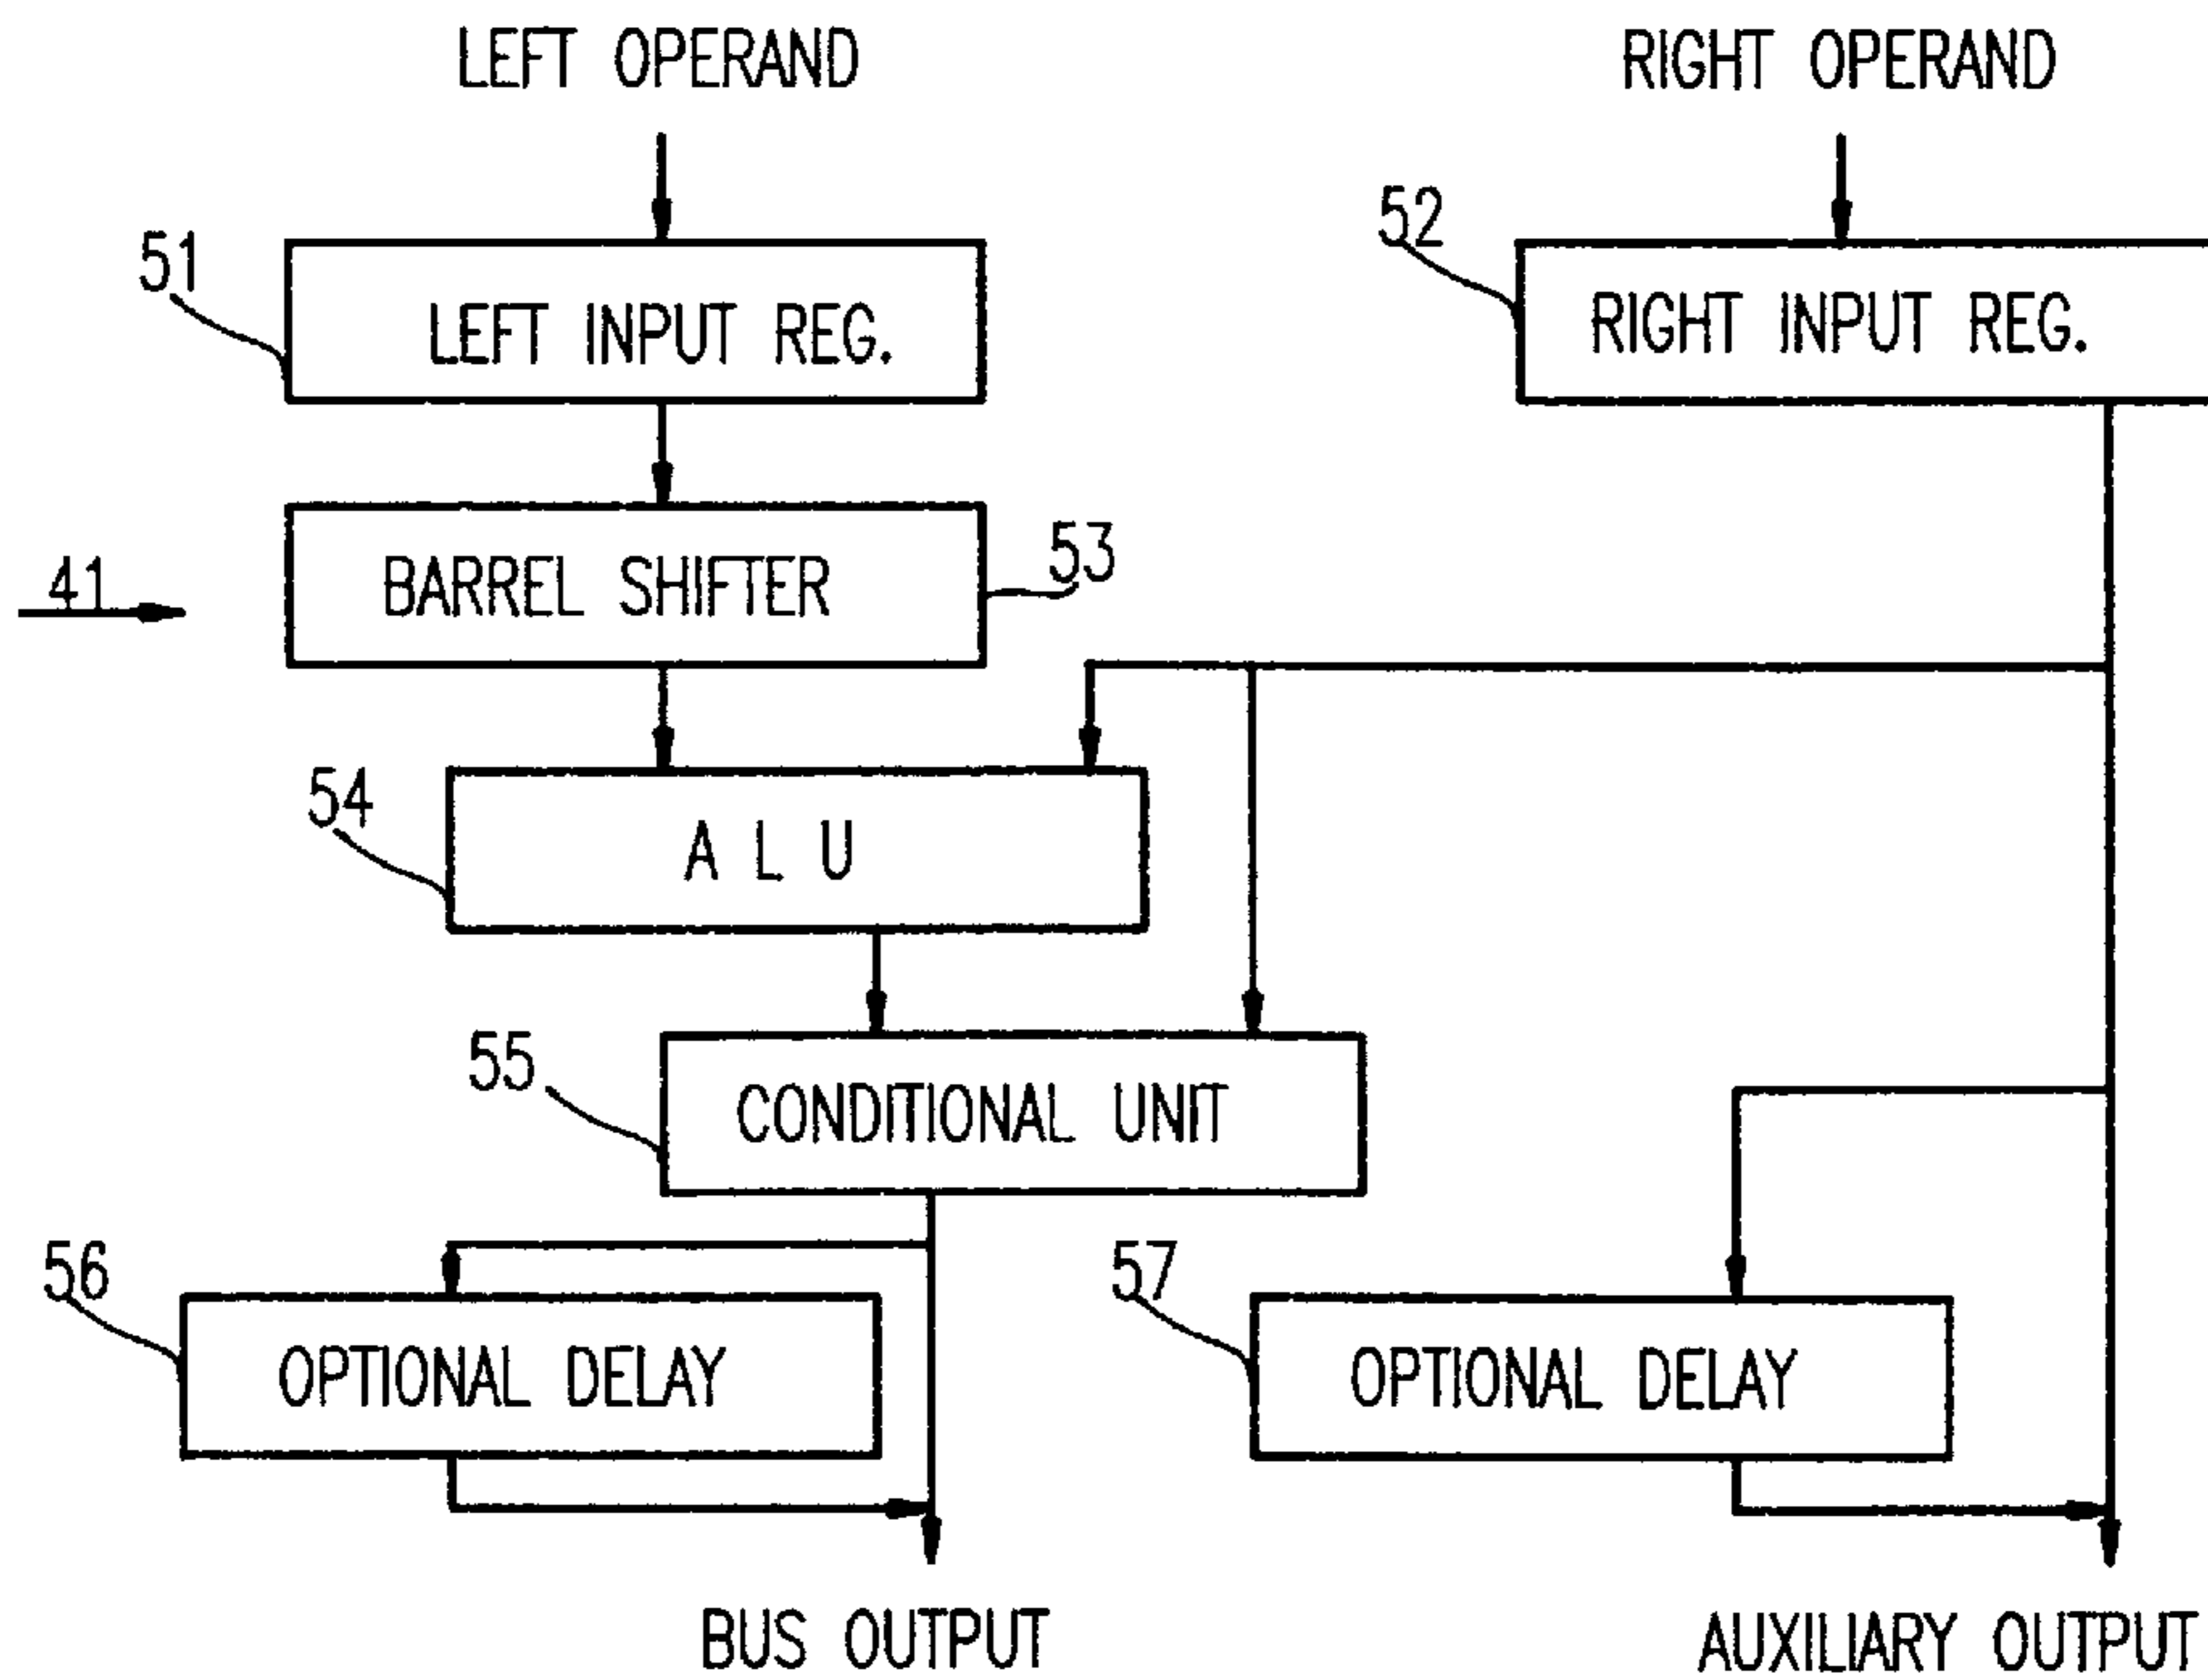 LEFT OPERAND
RIGHT OPERAND
51
52
LEFT INPUT REG.
RIGHT INPUT REG.
41
BARREL SHIFTER
53
54
A L U
55
CONDITIONAL UNIT
56
57
OPTIONAL DELAY
OPTIONAL DELAY
BUS OUTPUT
AUXILIARY OUTPUT